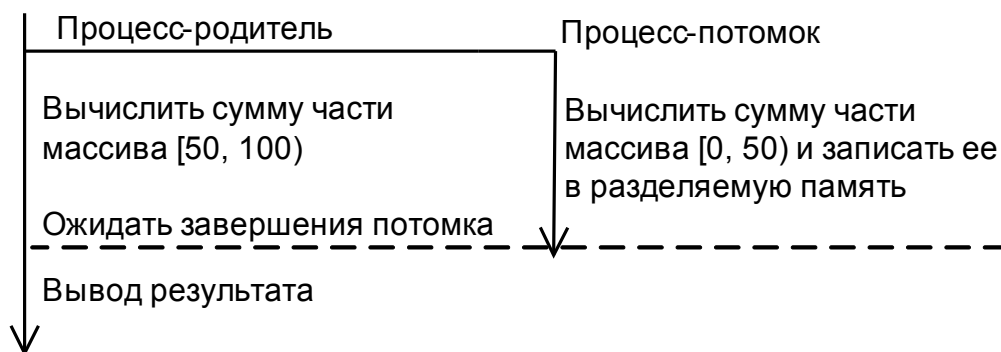 Процесс-родитель
Процесс-потомок
Вычислить сумму части
массива [50, 100)
Вычислить сумму части
массива [0, 50) и записать ее
в разделяемую память
Ожидать завершения потомка
Вывод результата